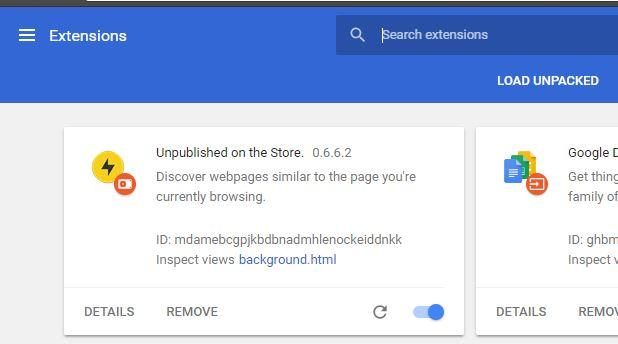 Extensions
Search extensions
LOAD UNPACKED
Unpublished on the Store. 0.6.6.2
Discover webpages similar to the page you're
currently browsing.
ID: mdamebcgpjkbdbnadmhlenockeiddnkk
Inspect views background.html
DETAILS REMOVE
Google D
Get thing
family of
ID: ghbm
Inspect v
DETAILS REMOV